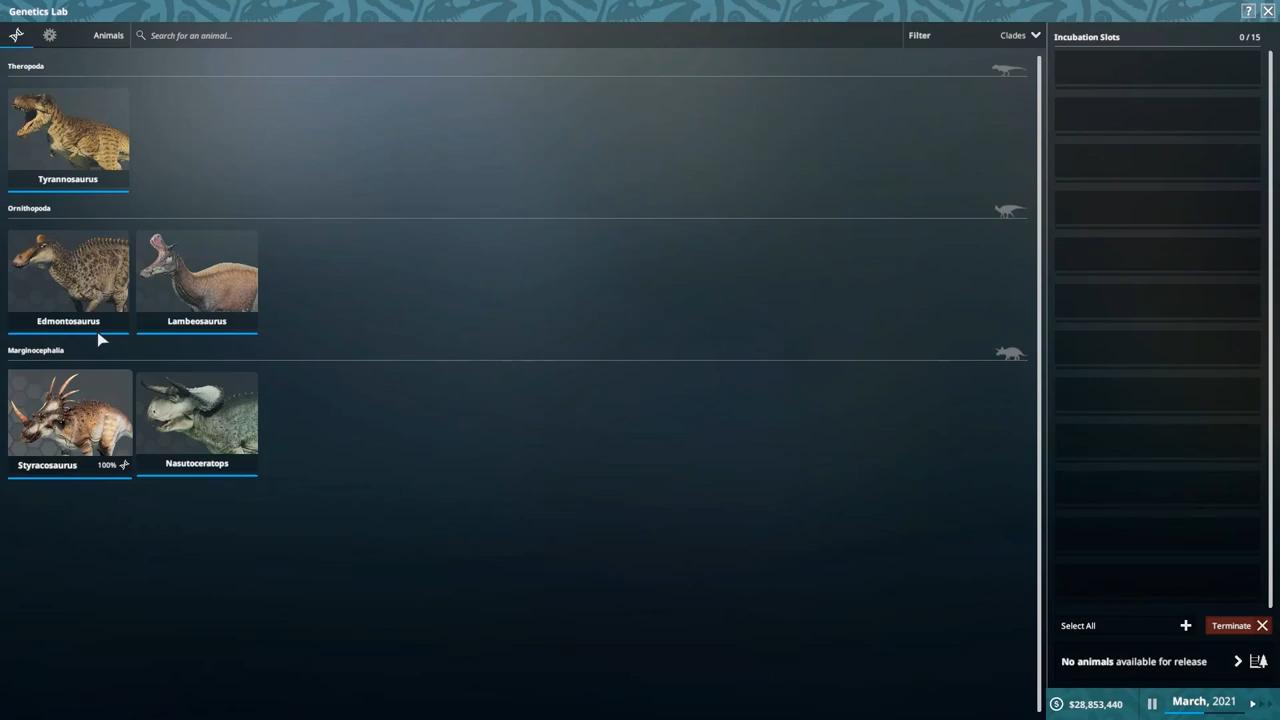 Genetics Lab
?
Animals
Search for an animal...
Filter
Clades
Incubation Slots
0 / 15
Theropoda
Tyrannosaurus
Ornithopoda
Edmontosaurus
Lambeosaurus
Marginocephalia
Styracosaurus
100%
Nasutoceratops
Select All
Terminate
No animals available for release
$28,853,440
March, 2021